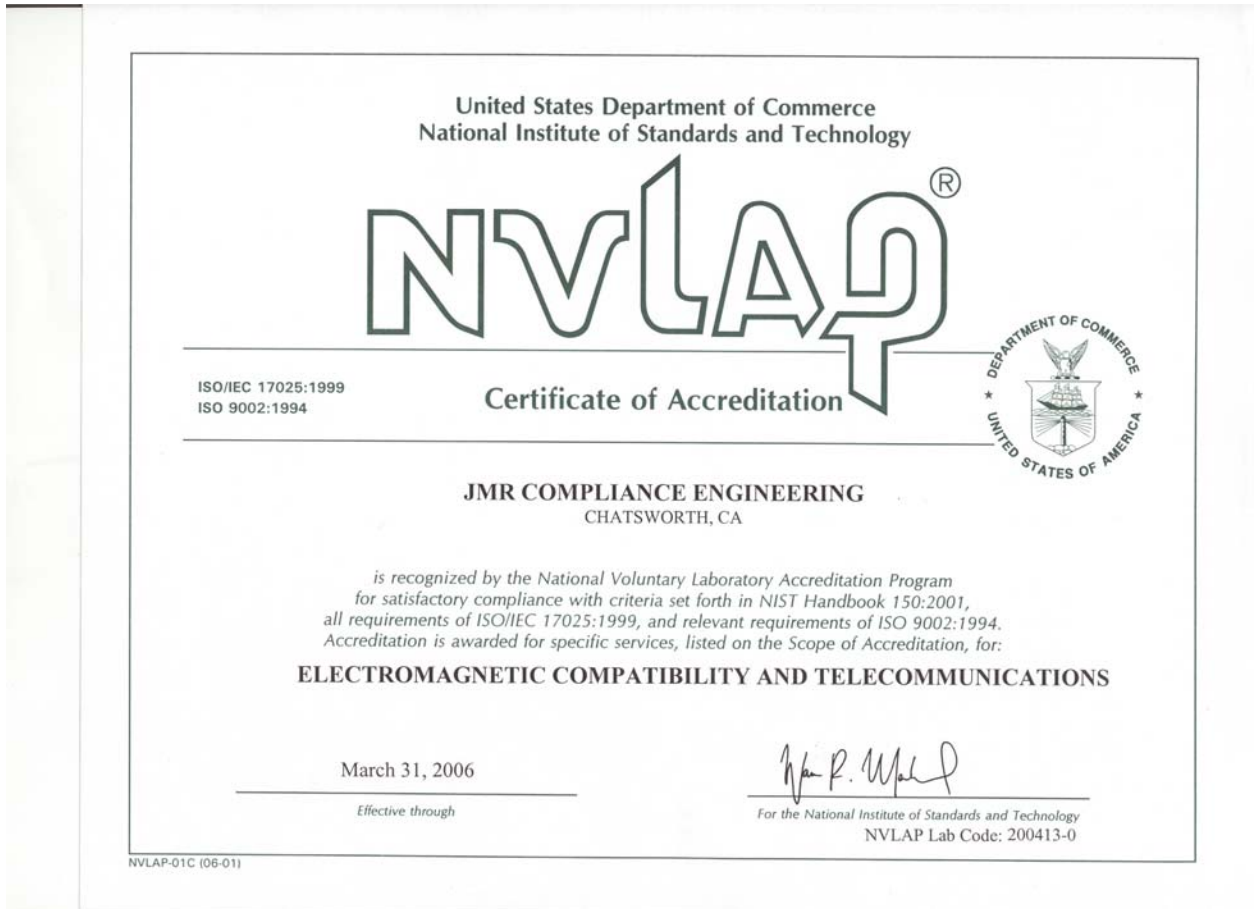 United States Department of Commerce
National Institute of Standards and Technology
NVLAP®
ISO/IEC 17025:1999
ISO 9002:1994
Certificate of Accreditation
DEPARTMENT OF COMMERCE
★ UNITED STATES OF AMERICA ★
JMR COMPLIANCE ENGINEERING
CHATSWORTH, CA
is recognized by the National Voluntary Laboratory Accreditation Program
for satisfactory compliance with criteria set forth in NIST Handbook 150:2001,
all requirements of ISO/IEC 17025:1999, and relevant requirements of ISO 9002:1994.
Accreditation is awarded for specific services, listed on the Scope of Accreditation, for:
ELECTROMAGNETIC COMPATIBILITY AND TELECOMMUNICATIONS
March 31, 2006
Effective through
For the National Institute of Standards and Technology
NVLAP Lab Code: 200413-0
NVLAP-01C (06-01)